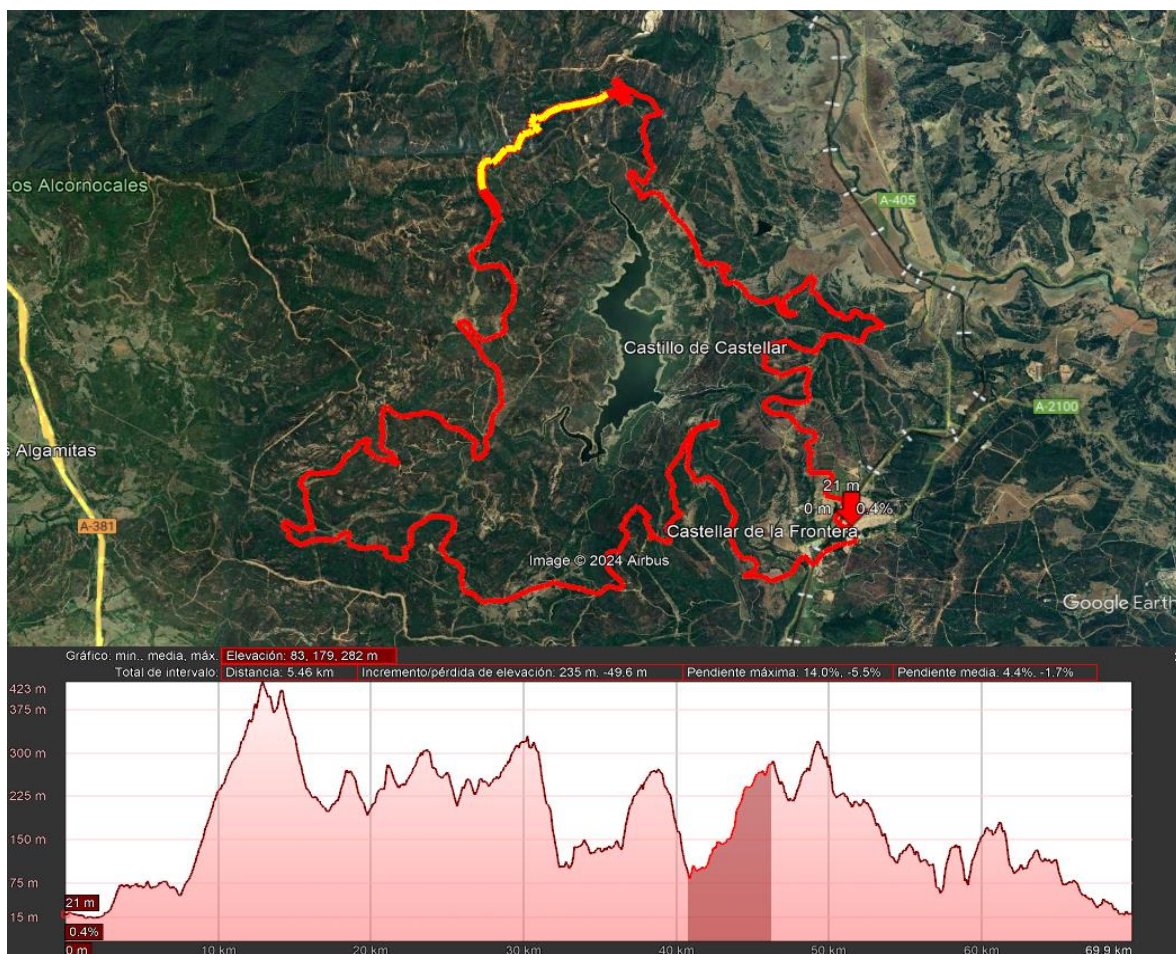 Los Alcornocales
A-405
Castillo de Castellar
A-2100
s Algamitas
21 m
0 m 0.4%
A-381
Castellar de la Frontera
Image © 2024 Airbus
Google Earth
Gráfico: min., media, máx. Elevación: 83, 179, 282 m
Total de intervalo: Distancia: 5.46 km Incremento/pérdida de elevación: 235 m, -49.6 m Pendiente máxima: 14.0%, -5.5% Pendiente media: 4.4%, -1.7%
423 m
375 m
300 m
225 m
150 m
75 m
21 m
15 m
0.4%
0 m 10 km 20 km 30 km 40 km 50 km 60 km 69.9 km